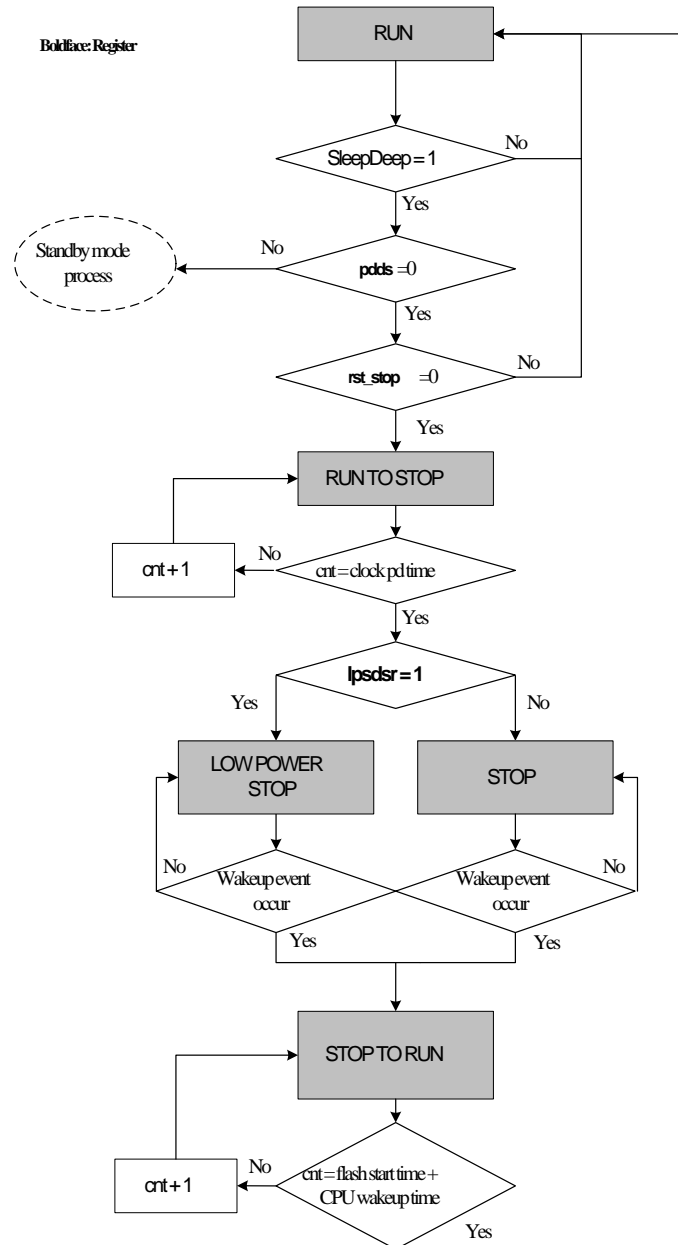 RUN
Boldface: Register
SleepDeep = 1
No
Yes
Standby mode
process
No
pdds =0
Yes
rst_stop =0
No
Yes
RUN TO STOP
cnt + 1
No
cnt = clock pd time
Yes
lpsdsr = 1
Yes
No
LOW POWER
STOP
STOP
No
Wakeup event
occur
Wakeup event
occur
No
Yes
Yes
STOP TO RUN
cnt + 1
No
cnt = flash start time +
CPU wakeup time
Yes